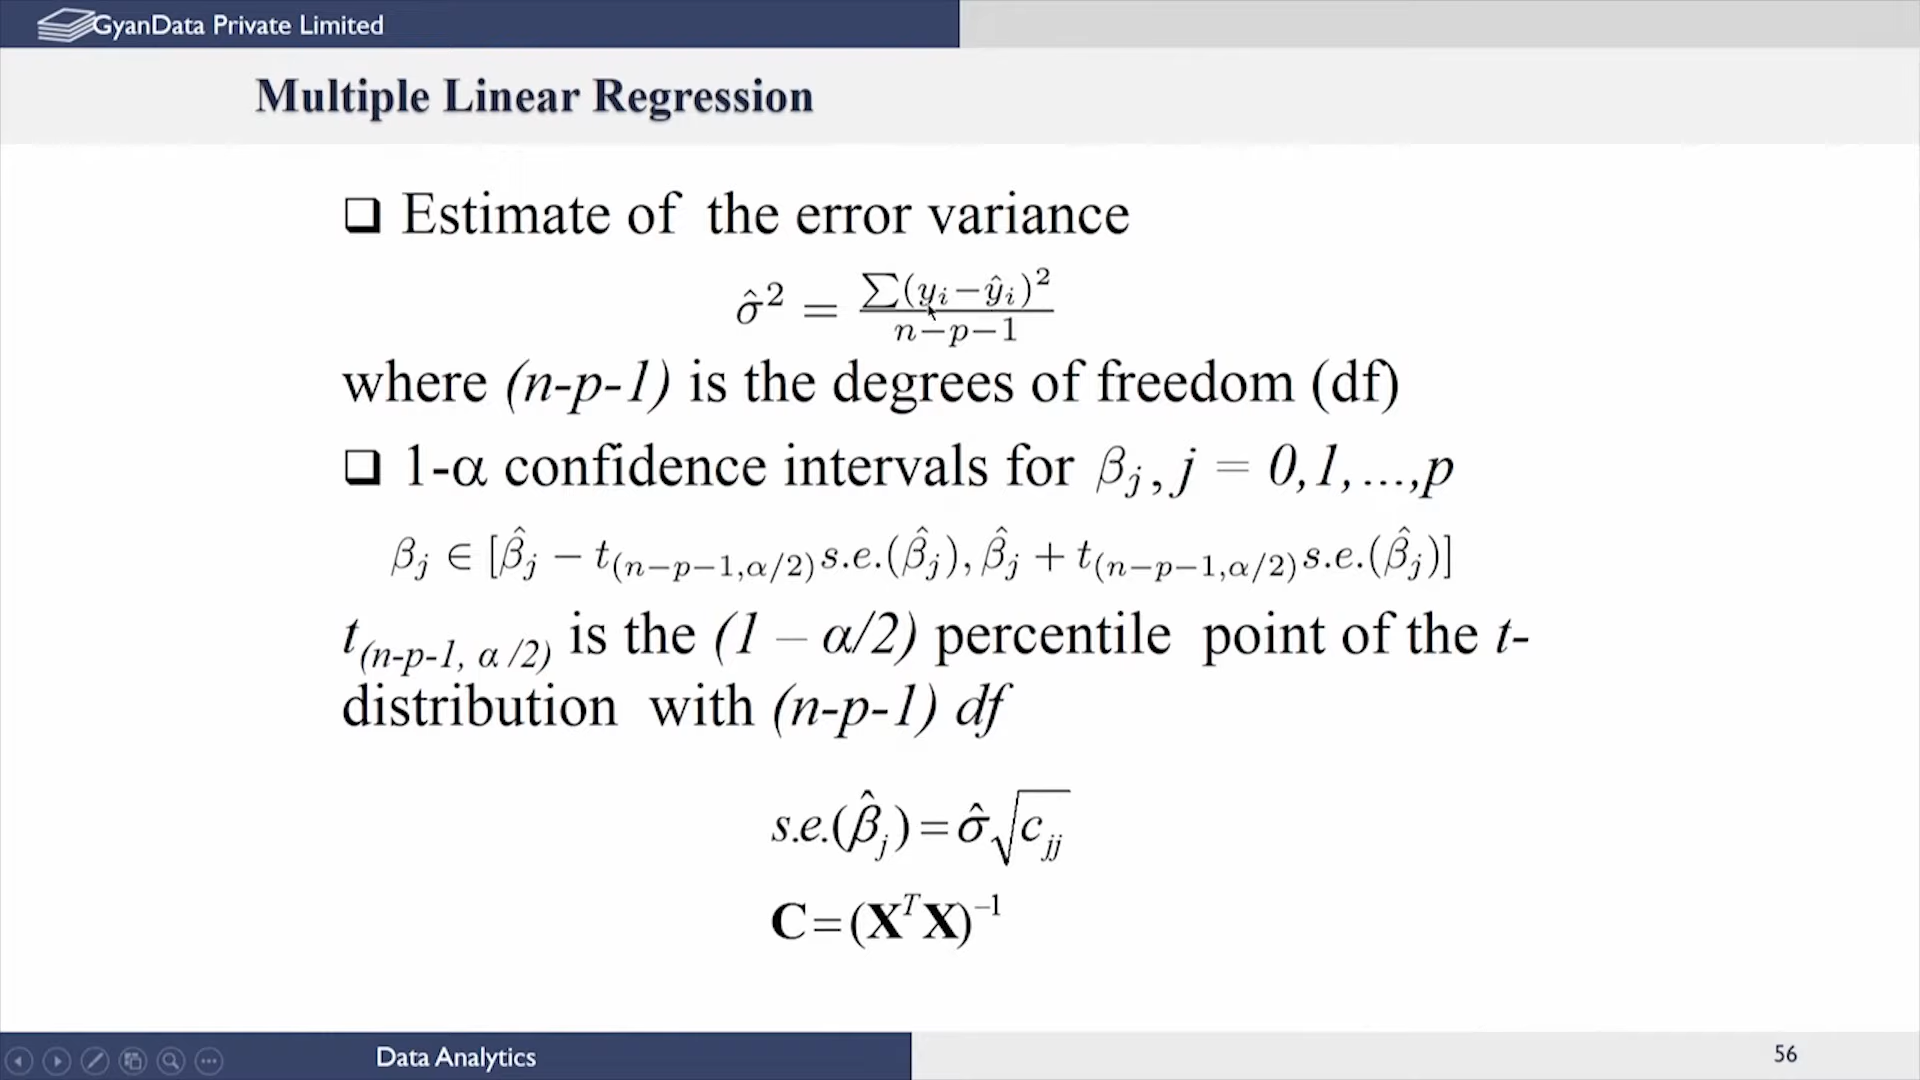 GyanData Private Limited
Multiple Linear Regression
❑ Estimate of the error variance
σ̂² = ∑(yᵢ−ŷᵢ)² / n−p−1
where (n-p-1) is the degrees of freedom (df)
❑ 1-α confidence intervals for βⱼ, j = 0,1,...,p
βⱼ ∈ [β̂ⱼ − t₍ₙ₋ₚ₋₁,α/2₎s.e.(β̂ⱼ), β̂ⱼ + t₍ₙ₋ₚ₋₁,α/2₎s.e.(β̂ⱼ)]
t(n-p-1, α/2) is the (1 – α/2) percentile point of the t-
distribution with (n-p-1) df
s.e.(β̂ⱼ) = σ̂√cⱼⱼ
C = (XᵀX)⁻¹
Data Analytics
56